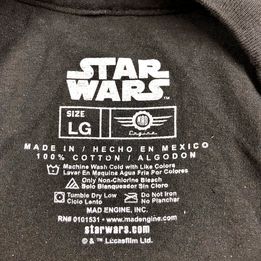 STAR
WARS
SIZE
LG
Engine
MADE IN / HECHO EN MEXICO
100% COTTON / ALGODON
Machine Wash Cold with Like Colors
Lavar En Maquina Agua Fria Por Colores
Only Non-Chlorine Bleach
Solo Blanqueador Sin Cloro
Tumble Dry Low
Ciclo Lento
Do Not Iron
No Planchar
MAD ENGINE, INC.
RN# 0101531 • www.madengine.com
starwars.com
© & ™ Lucasfilm Ltd.